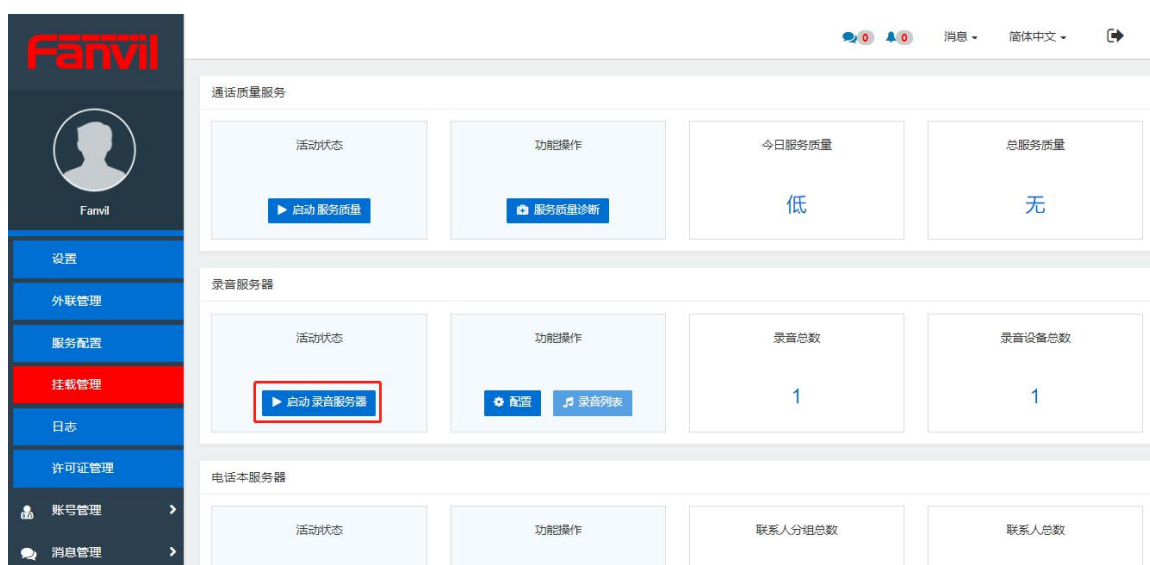 Fanvil
0 0 消息 简体中文
Fanvil
设置
外联管理
服务配置
挂载管理
日志
许可证管理
账号管理
消息管理
通话质量服务
活动状态 功能操作 今日服务质量 总服务质量
启动 服务质量 服务质量诊断 低 无
录音服务器
活动状态 功能操作 录音总数 录音设备总数
启动 录音服务器 配置 录音列表 1 1
电话本服务器
活动状态 功能操作 联系人分组总数 联系人总数